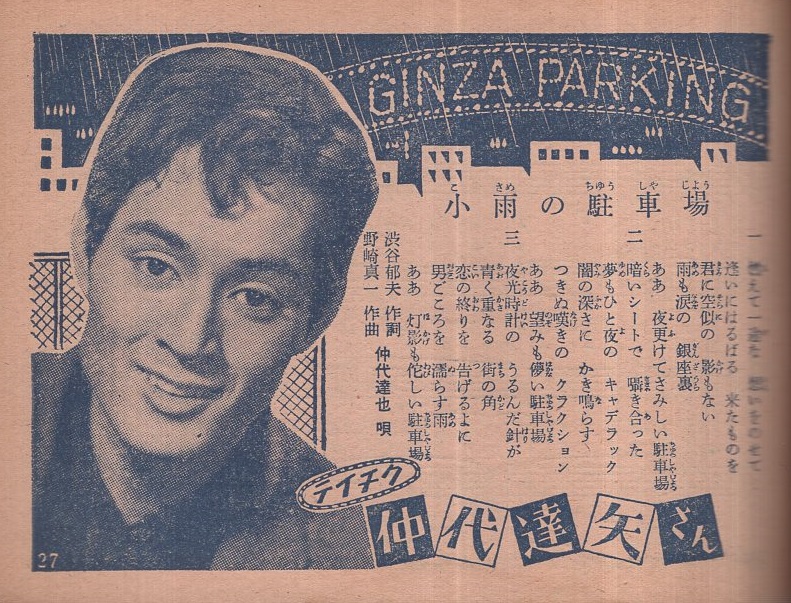 GINZA PARKING
小雨の駐車場
一
燃えて一途な 想いをのせて
逢いにはるばる 来たものを
君に空似の 影もない
雨も涙の 銀座裏
ああ 夜更けてさみしい駐車場
二
暗いシートで 囁き合った
夢もひと夜の キャデラック
闇の深さに かき鳴らす
つきぬ嘆きの クラクション
ああ 望みも儚い駐車場
三
夜光時計の うるんだ針が
青く重なる 街の角
恋の終りを 告げるよに
男ごころを 濡らす雨
ああ 灯影も侘しい駐車場
渋谷郁夫 作詞
野崎真一 作曲
仲代達也 唄
テイチク
仲代達矢さん
27